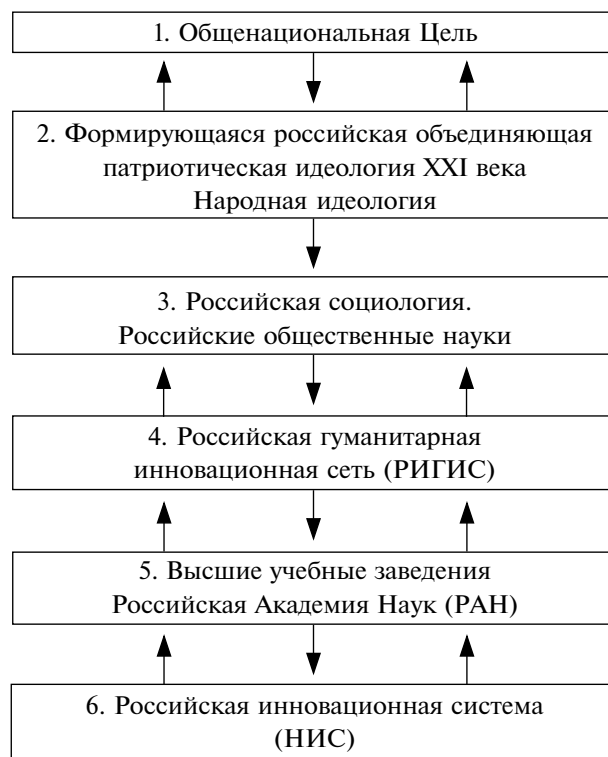 1. Общенациональная Цель
2. Формирующаяся российская объединяющая
патриотическая идеология XXI века
Народная идеология
3. Российская социология.
Российские общественные науки
4. Российская гуманитарная
инновационная сеть (РИГИС)
5. Высшие учебные заведения
Российская Академия Наук (РАН)
6. Российская инновационная система
(НИС)